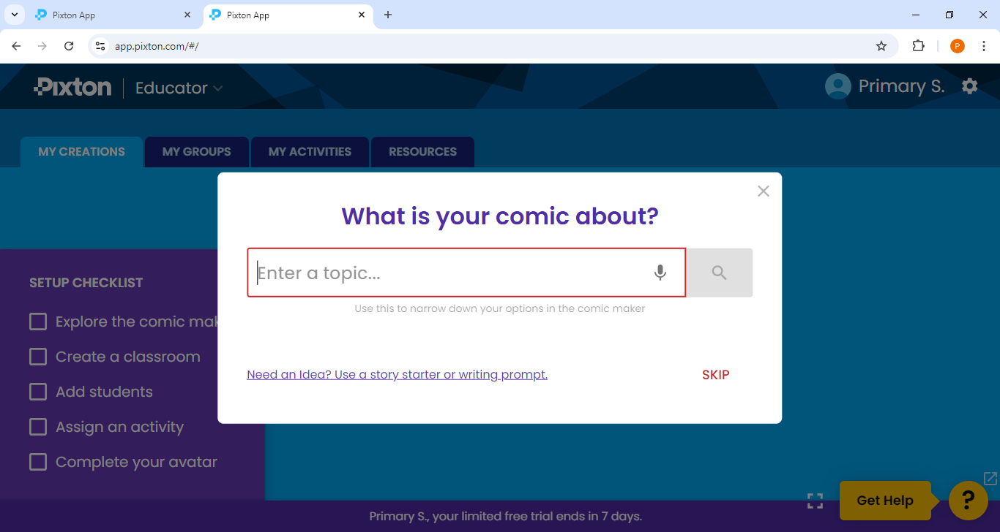 Pixton App
Pixton App
app.pixton.com/#/
P
Pixton
Educator
Primary S.
MY CREATIONS
MY GROUPS
MY ACTIVITIES
RESOURCES
What is your comic about?
Enter a topic...
Use this to narrow down your options in the comic maker
Need an Idea? Use a story starter or writing prompt.
SKIP
SETUP CHECKLIST
Explore the comic mak
Create a classroom
Add students
Assign an activity
Complete your avatar
Get Help
?
Primary S., your limited free trial ends in 7 days.